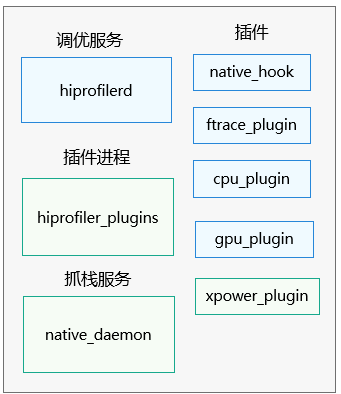 调优服务
hiprofilerd
插件进程
hiprofiler_plugins
抓栈服务
native_daemon
插件
native_hook
ftrace_plugin
cpu_plugin
gpu_plugin
xpower_plugin